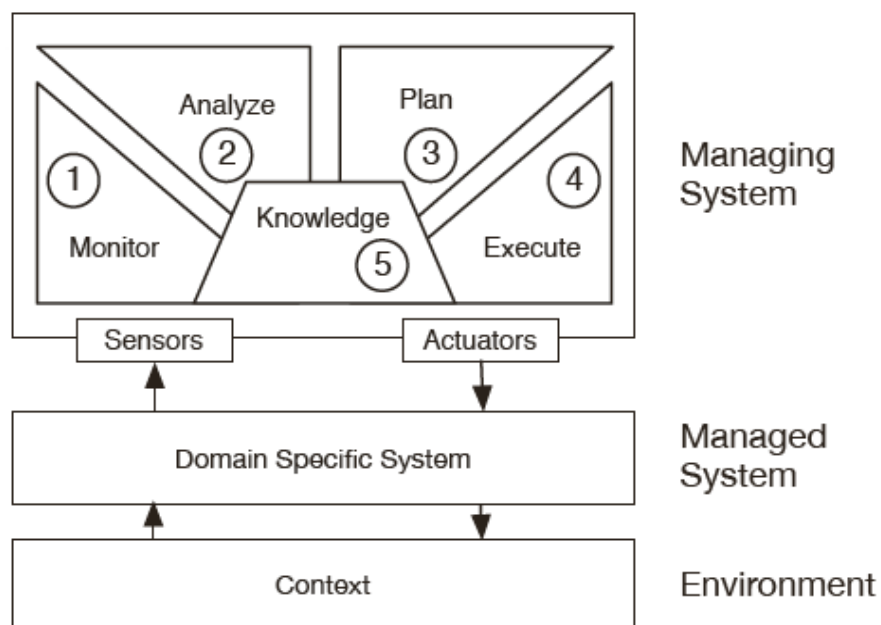 Analyze
Plan
2
3
1
4
Managing
System
Knowledge
Monitor
5
Execute
Sensors
Actuators
Domain Specific System
Managed
System
Context
Environment